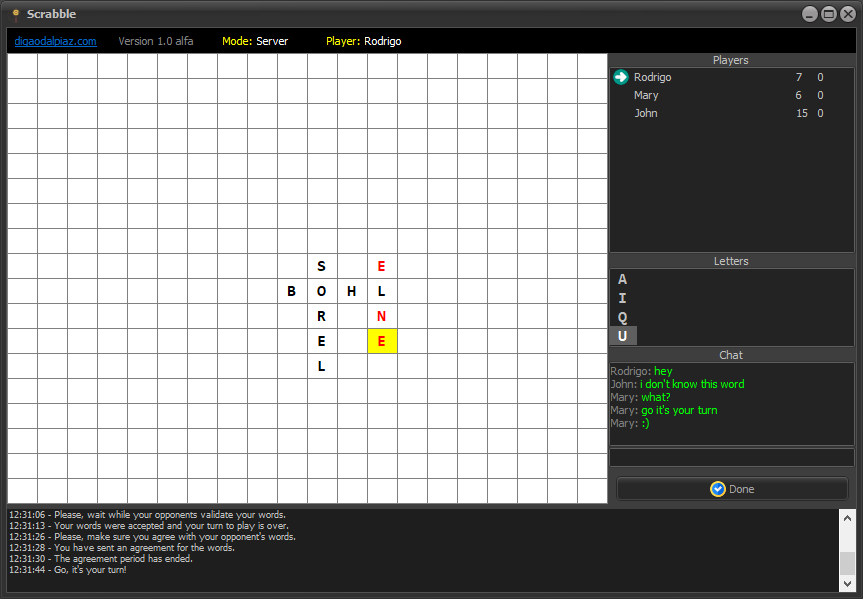 Scrabble
digaodalpiaz.com Version 1.0 alfa Mode: Server Player: Rodrigo
Players
Rodrigo 7 0
Mary 6 0
John 15 0
S E
B O H L
R N
E E
L
Letters
A
I
Q
U
Chat
Rodrigo: hey
John: i don't know this word
Mary: what?
Mary: go it's your turn
Mary: :)
Done
12:31:06 - Please, wait while your opponents validate your words.
12:31:13 - Your words were accepted and your turn to play is over.
12:31:26 - Please, make sure you agree with your opponent's words.
12:31:28 - You have sent an agreement for the words.
12:31:30 - The agreement period has ended.
12:31:44 - Go, it's your turn!